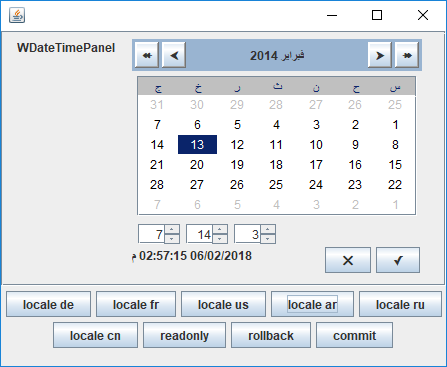 WDateTimePanel
فبراير 2014
س ح ن ث ر خ ج
25 26 27 28 29 30 31
1 2 3 4 5 6 7
8 9 10 11 12 13 14
15 16 17 18 19 20 21
22 23 24 25 26 27 28
1 2 3 4 5 6 7
7 14 3
06/02/2018 02:57:15 م
locale de locale fr locale us locale ar locale ru
locale cn readonly rollback commit